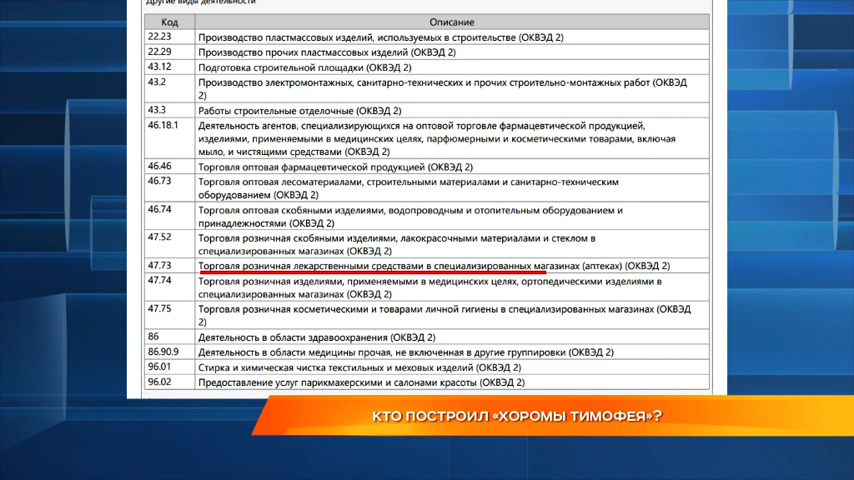 Другие виды деятельности
Код Описание
22.23 Производство пластмассовых изделий, используемых в строительстве (ОКВЭД 2)
22.29 Производство прочих пластмассовых изделий (ОКВЭД 2)
43.12 Подготовка строительной площадки (ОКВЭД 2)
43.2 Производство электромонтажных, санитарно-технических и прочих строительно-монтажных работ (ОКВЭД
2)
43.3 Работы строительные отделочные (ОКВЭД 2)
46.18.1 Деятельность агентов, специализирующихся на оптовой торговле фармацевтической продукцией,
изделиями, применяемыми в медицинских целях, парфюмерными и косметическими товарами, включая
мыло, и чистящими средствами (ОКВЭД 2)
46.46 Торговля оптовая фармацевтической продукцией (ОКВЭД 2)
46.73 Торговля оптовая лесоматериалами, строительными материалами и санитарно-техническим
оборудованием (ОКВЭД 2)
46.74 Торговля оптовая скобяными изделиями, водопроводным и отопительным оборудованием и
принадлежностями (ОКВЭД 2)
47.52 Торговля розничная скобяными изделиями, лакокрасочными материалами и стеклом в
специализированных магазинах (ОКВЭД 2)
47.73 Торговля розничная лекарственными средствами в специализированных магазинах (аптеках) (ОКВЭД 2)
47.74 Торговля розничная изделиями, применяемыми в медицинских целях, ортопедическими изделиями в
специализированных магазинах (ОКВЭД 2)
47.75 Торговля розничная косметическими и товарами личной гигиены в специализированных магазинах (ОКВЭД
2)
86 Деятельность в области здравоохранения (ОКВЭД 2)
86.90.9 Деятельность в области медицины прочая, не включенная в другие группировки (ОКВЭД 2)
96.01 Стирка и химическая чистка текстильных и меховых изделий (ОКВЭД 2)
96.02 Предоставление услуг парикмахерскими и салонами красоты (ОКВЭД 2)
КТО ПОСТРОИЛ «ХОРОМЫ ТИМОФЕЯ»?